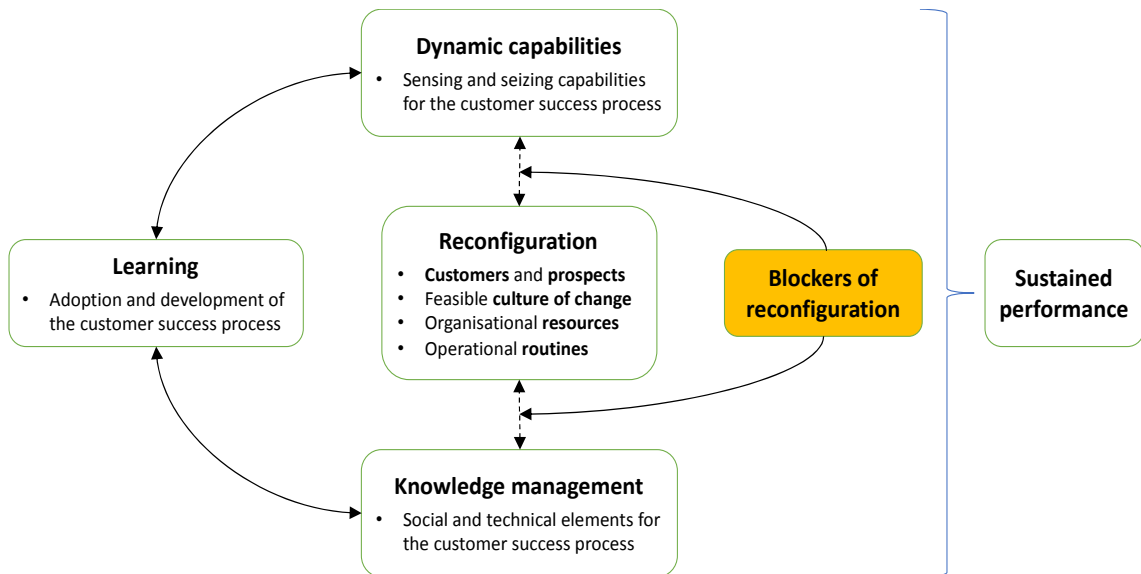 Dynamic capabilities
• Sensing and seizing capabilities
for the customer success process
Learning
• Adoption and development of
the customer success process
Reconfiguration
• Customers and prospects
• Feasible culture of change
• Organisational resources
• Operational routines
Blockers of
reconfiguration
Sustained
performance
Knowledge management
• Social and technical elements for
the customer success process